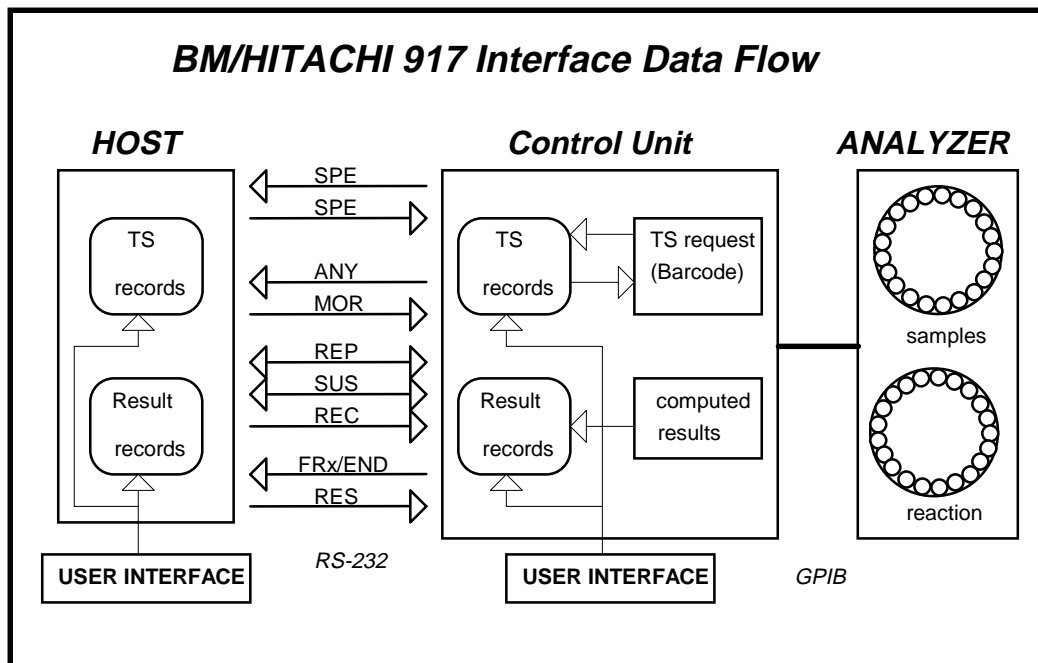 BM/HITACHI 917 Interface Data Flow
HOST
Control Unit
ANALYZER
TS
records
Result
records
USER INTERFACE
SPE
SPE
ANY
MOR
REP
SUS
REC
FRx/END
RES
RS-232
TS
records
TS request
(Barcode)
Result
records
computed
results
USER INTERFACE
GPIB
samples
reaction